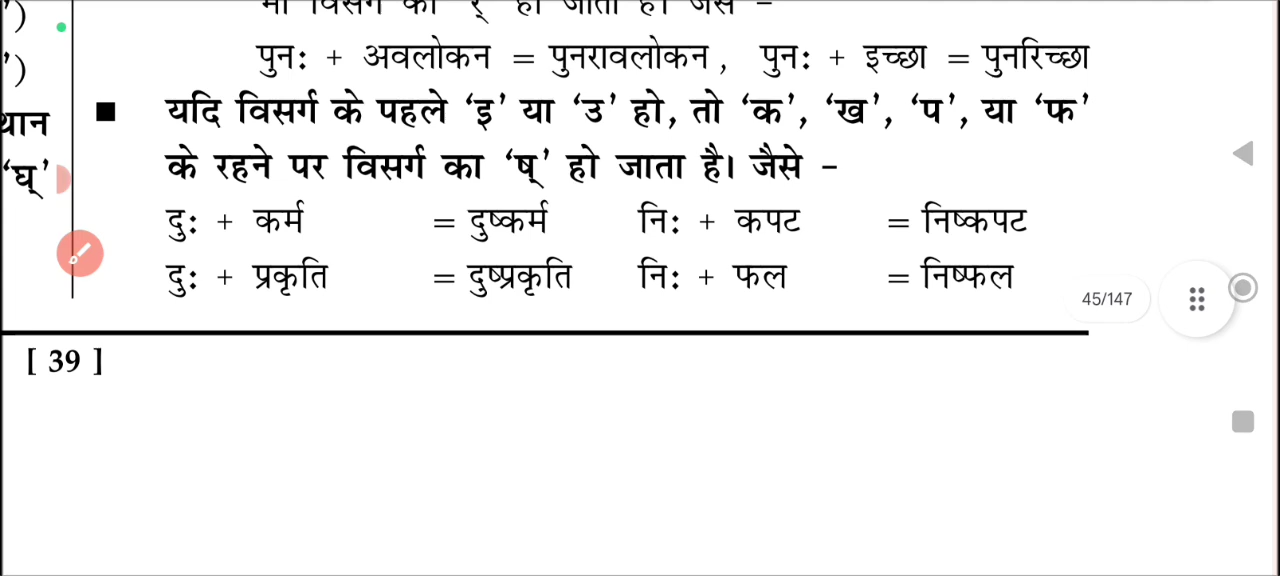 ’)
पुन: + अवलोकन = पुनरावलोकन, पुन: + इच्छा = पुनरिच्छा
’)
■ यदि विसर्ग के पहले ‘इ’ या ‘उ’ हो, तो ‘क’, ‘ख’, ‘प’, या ‘फ’
थान
के रहने पर विसर्ग का ‘ष्’ हो जाता है। जैसे –
‘घ्’
दु: + कर्म = दुष्कर्म नि: + कपट = निष्कपट
दु: + प्रकृति = दुष्प्रकृति नि: + फल = निष्फल
45/147
[ 39 ]